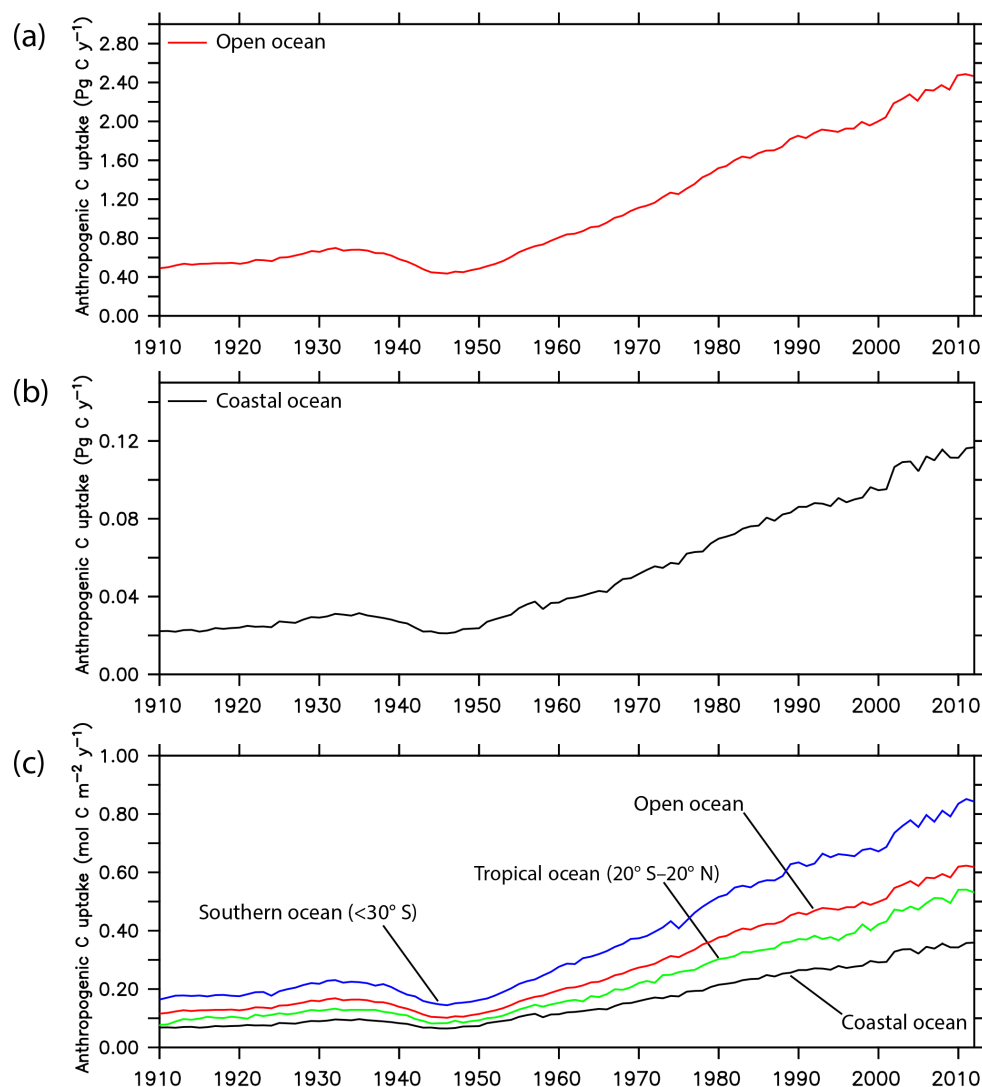 (a)
Anthropogenic C uptake (Pg C y⁻¹)
2.80
2.40
2.00
1.60
1.20
0.80
0.40
0.00
Open ocean
1910 1920 1930 1940 1950 1960 1970 1980 1990 2000 2010
(b)
Anthropogenic C uptake (Pg C y⁻¹)
0.12
0.08
0.04
0.00
Coastal ocean
1910 1920 1930 1940 1950 1960 1970 1980 1990 2000 2010
(c)
Anthropogenic C uptake (mol C m⁻² y⁻¹)
1.00
0.80
0.60
0.40
0.20
0.00
Open ocean
Tropical ocean (20° S–20° N)
Southern ocean (<30° S)
Coastal ocean
1910 1920 1930 1940 1950 1960 1970 1980 1990 2000 2010